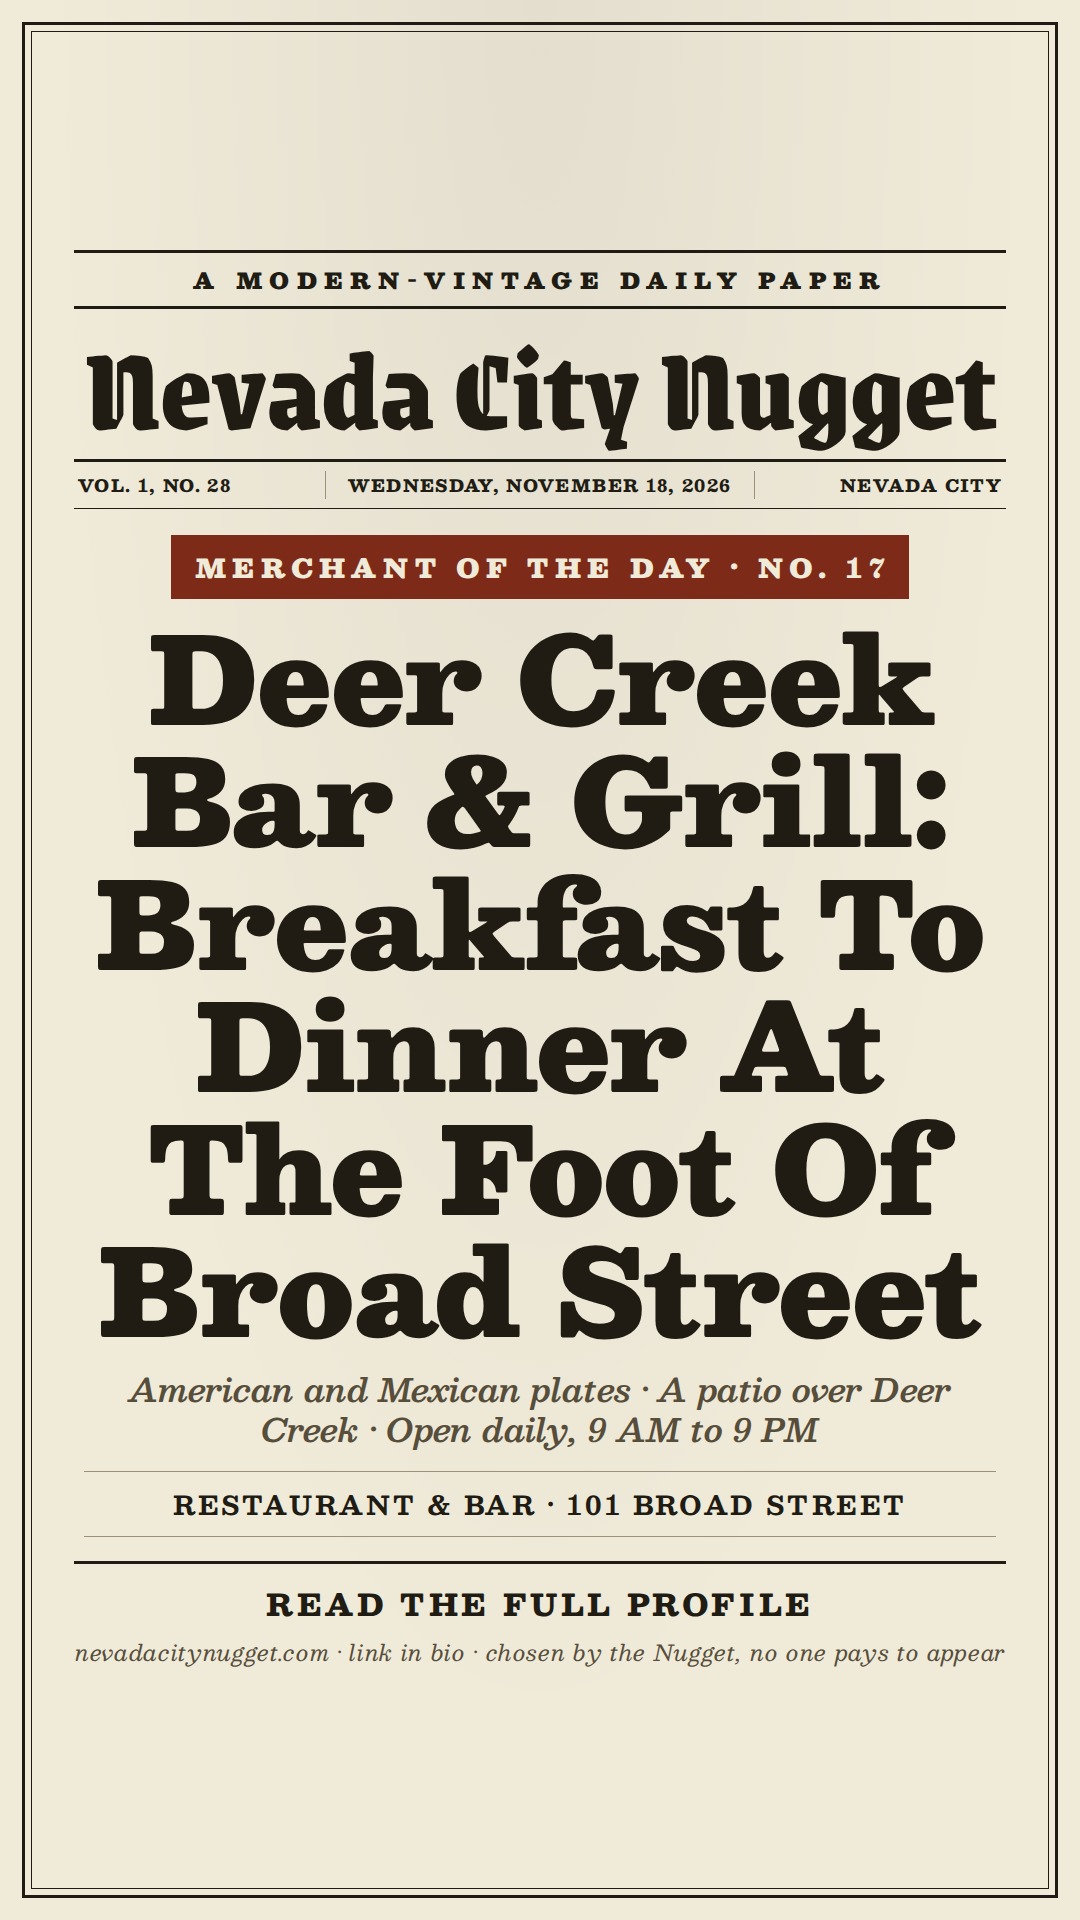 A MODERN-VINTAGE DAILY PAPER
Nevada City Nugget
VOL. 1, NO. 28
WEDNESDAY, NOVEMBER 18, 2026
NEVADA CITY
MERCHANT OF THE DAY · NO. 17
Deer Creek
Bar & Grill:
Breakfast To
Dinner At
The Foot Of
Broad Street
American and Mexican plates · A patio over Deer
Creek · Open daily, 9 AM to 9 PM
RESTAURANT & BAR · 101 BROAD STREET
READ THE FULL PROFILE
nevadacitynugget.com · link in bio · chosen by the Nugget, no one pays to appear